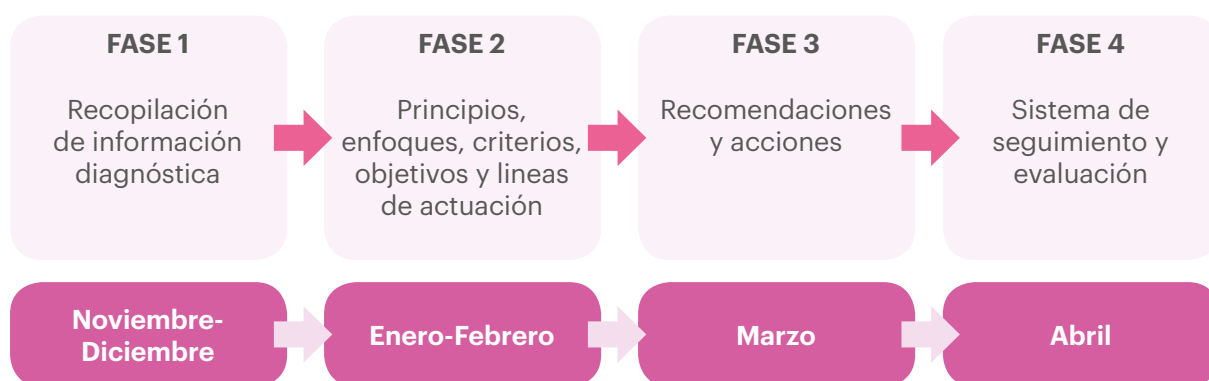 FASE 1
Recopilación
de información
diagnóstica
FASE 2
Principios,
enfoques, criterios,
objetivos y lineas
de actuación
FASE 3
Recomendaciones
y acciones
FASE 4
Sistema de
seguimiento y
evaluación
Noviembre-
Diciembre
Enero-Febrero
Marzo
Abril